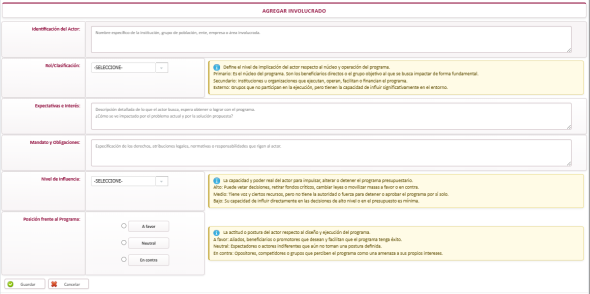 AGREGAR INVOLUCRADO
Identificación del Actor:
Nombre específico de la institución, grupo de población, ente, empresa o área involucrada.
Rol/Clasificación:
-SELECCIONE-
Define el nivel de implicación del actor respecto al núcleo y operación del programa.
Primario: Es el núcleo del programa. Son los beneficiarios directos o el grupo objetivo al que se busca impactar de forma fundamental.
Secundario: Instituciones u organizaciones que ejecutan, operan, facilitan o financian el programa.
Externo: Grupos que no participan en la ejecución, pero tienen la capacidad de influir significativamente en el entorno.
Expectativas e Interés:
Descripción detallada de lo que el actor busca, espera obtener o lograr con el programa.
¿Cómo se ve impactado por el problema actual y por la solución propuesta?
Mandato y Obligaciones:
Especificación de los derechos, atribuciones legales, normativas o responsabilidades que rigen al actor.
Nivel de Influencia:
-SELECCIONE-
La capacidad y poder real del actor para impulsar, alterar o detener el programa presupuestario.
Alto: Puede vetar decisiones, retirar fondos críticos, cambiar leyes o movilizar masas a favor o en contra.
Medio: Tiene voz y ciertos recursos, pero no tiene la autoridad o fuerza para detener o aprobar el programa por sí solo.
Bajo: Su capacidad de influir directamente en las decisiones de alto nivel o en el presupuesto es mínima.
Posición frente al Programa:
A favor
Neutral
En contra
La actitud o postura del actor respecto al diseño y ejecución del programa.
A favor: Aliados, beneficiarios o promotores que desean y facilitan que el programa tenga éxito.
Neutral: Espectadores o actores indiferentes que aún no toman una postura definida.
En contra: Opositores, competidores o grupos que perciben el programa como una amenaza a sus propios intereses.
Guardar
Cancelar